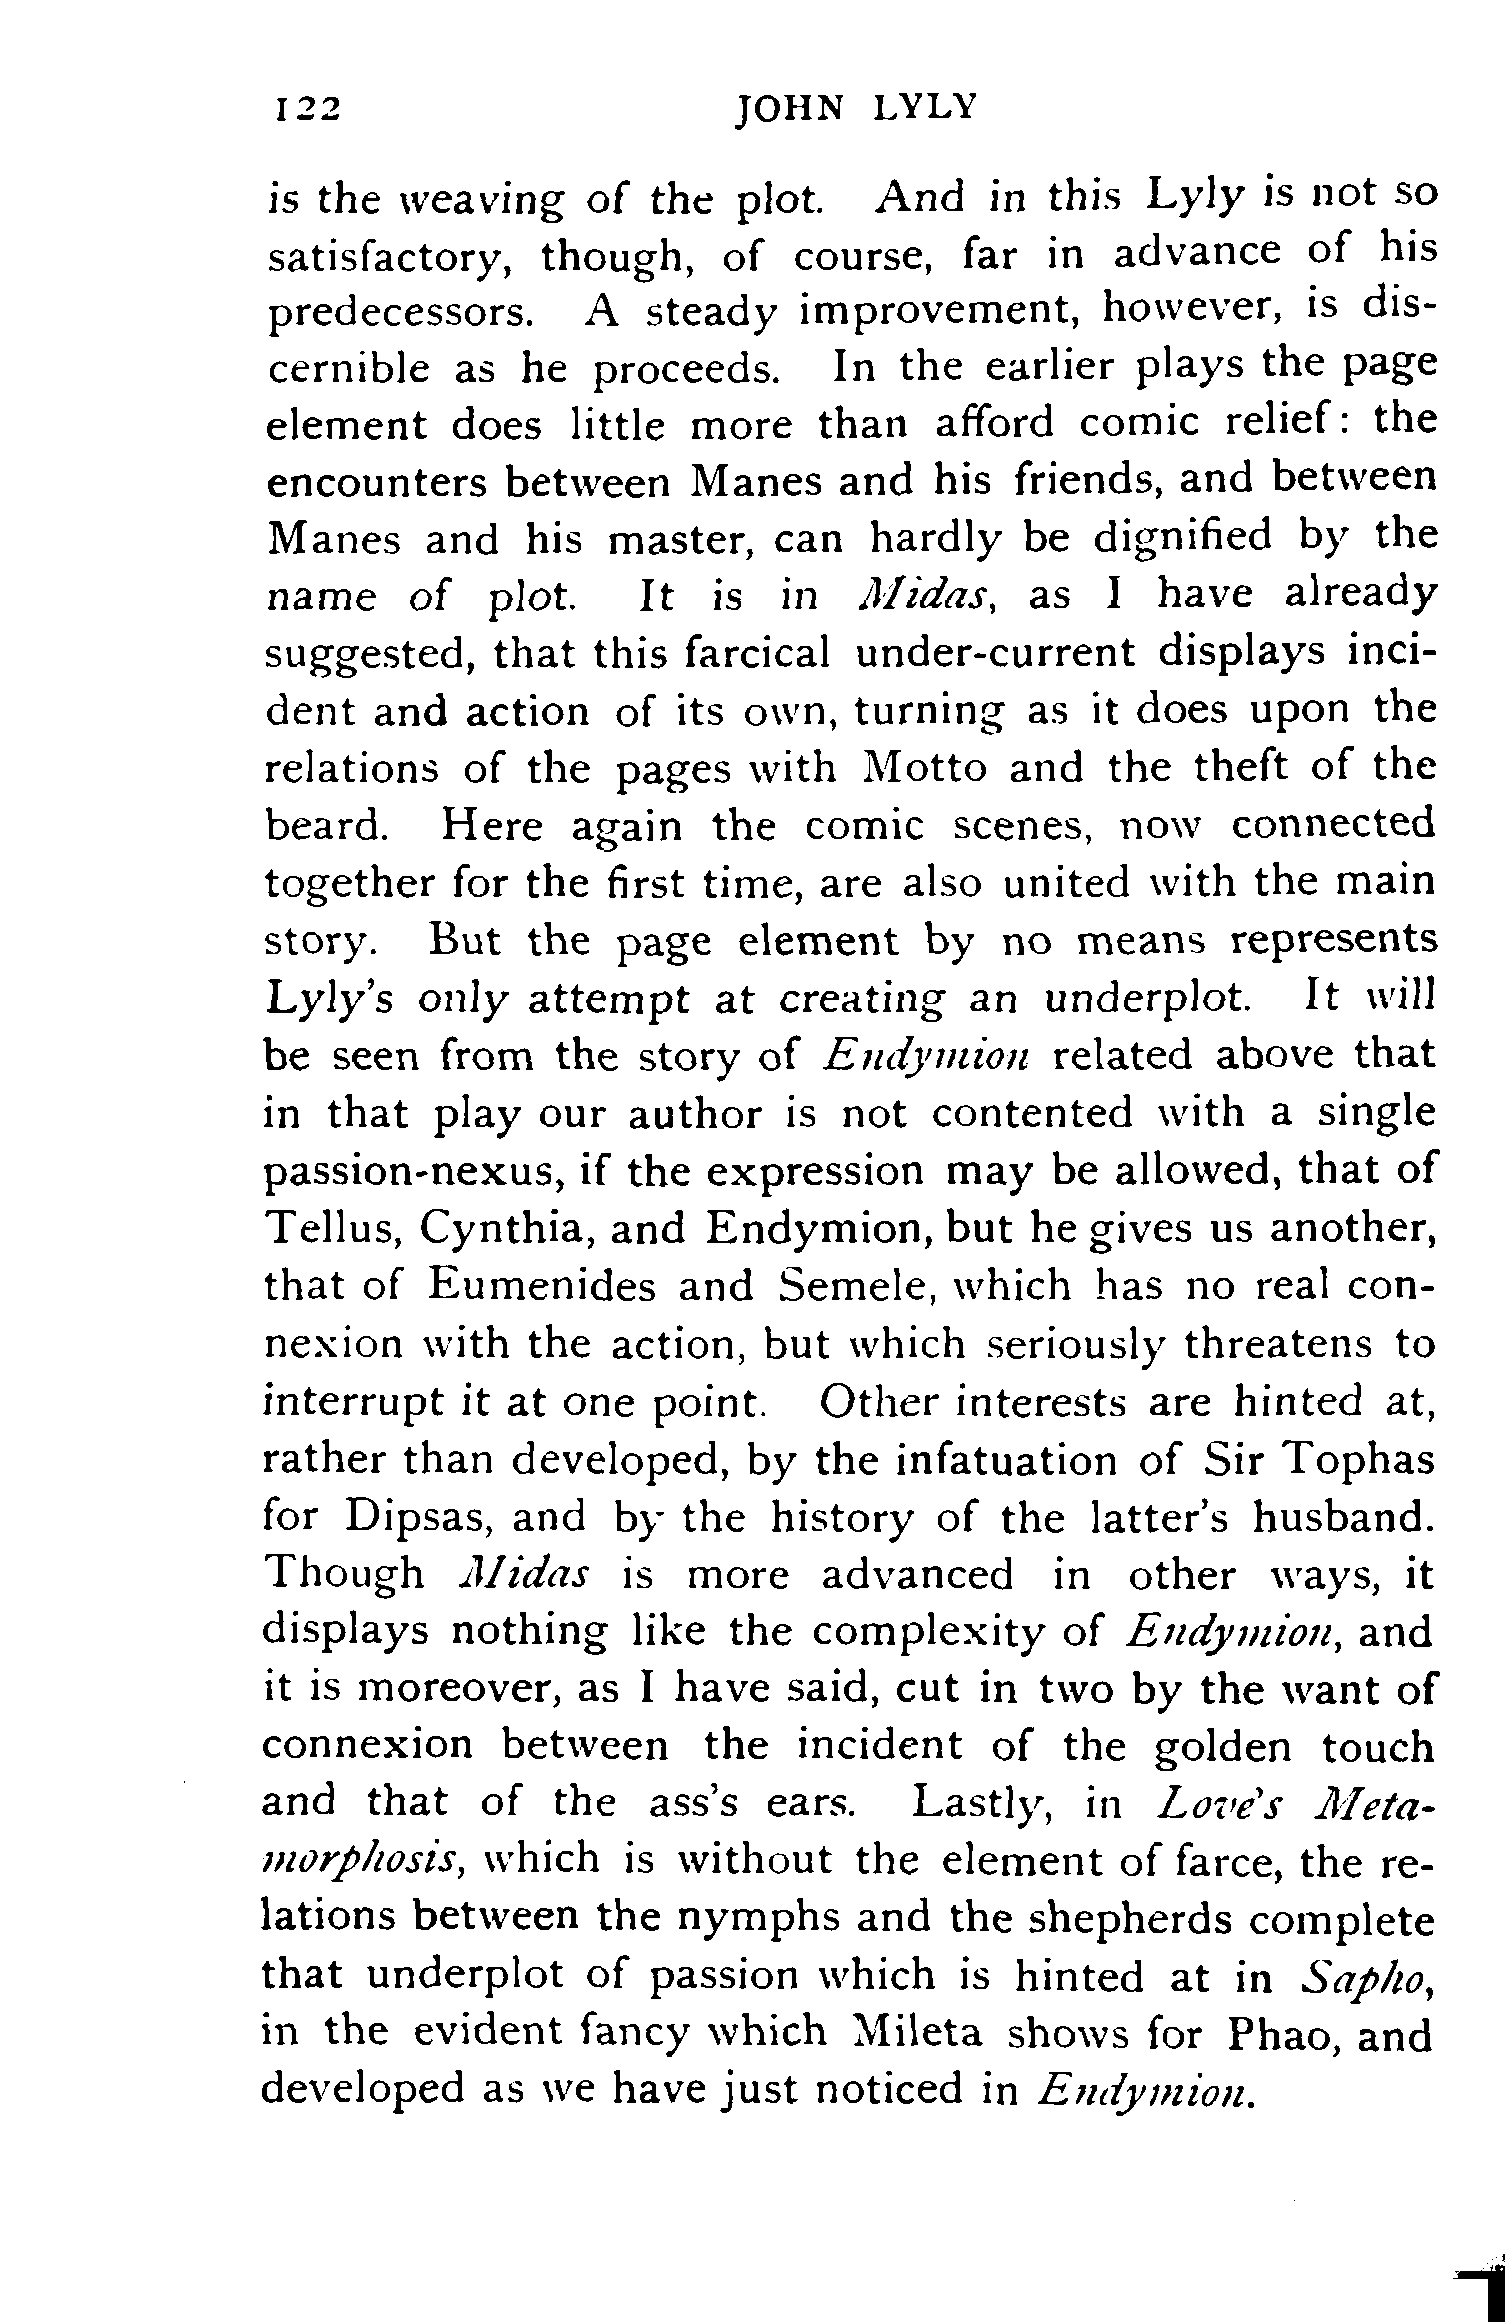 122 JOHN LYLY
is the weaving of the plot. And in this Lyly is not so
satisfactory, though, of course, far in advance of his
predecessors. A steady improvement, however, is dis-
cernible as he proceeds. In the earlier plays the page
element does little more than afford comic relief: the
encounters between Manes and his friends, and between
Manes and his master, can hardly be dignified by the
name of plot. It is in Midas, as I have already
suggested, that this farcical under-current displays inci-
dent and action of its own, turning as it does upon the
relations of the pages with Motto and the theft of the
beard. Here again the comic scenes, now connected
together for the first time, are also united with the main
story. But the page element by no means represents
Lyly's only attempt at creating an underplot. It will
be seen from the story of Endymion related above that
in that play our author is not contented with a single
passion-nexus, if the expression may be allowed, that of
Tellus, Cynthia, and Endymion, but he gives us another,
that of Eumenides and Semele, which has no real con-
nexion with the action, but which seriously threatens to
interrupt it at one point. Other interests are hinted at,
rather than developed, by the infatuation of Sir Tophas
for Dipsas, and by the history of the latter's husband.
Though Midas is more advanced in other ways, it
displays nothing like the complexity of Endymion, and
it is moreover, as I have said, cut in two by the want of
connexion between the incident of the golden touch
and that of the ass's ears. Lastly, in Love's Meta-
morphosis, which is without the element of farce, the re-
lations between the nymphs and the shepherds complete
that underplot of passion which is hinted at in Sapho,
in the evident fancy which Mileta shows for Phao, and
developed as we have just noticed in Endymion.